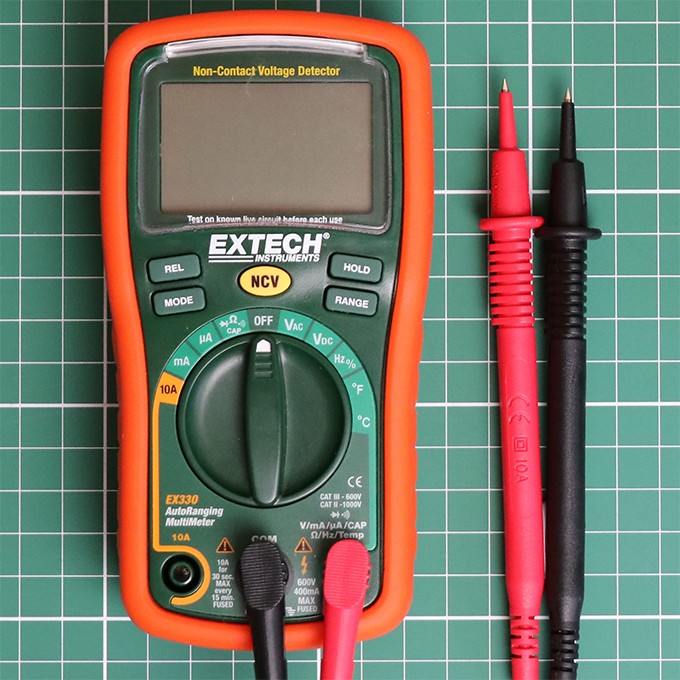 Non-Contact Voltage Detector
Test on known live circuit before each use
EXTECH®
INSTRUMENTS
REL
HOLD
NCV
MODE
RANGE
OFF
VAC
VDC
Hz%
°F
°C
Ω
CAP
µA
mA
10A
CE
EX330
AutoRanging
MultiMeter
CAT III - 600V
CAT II -1000V
10A
COM
V/mA/µA/CAP
Ω/Hz/Temp
10A
for
30 sec.
MAX
every
15 min.
FUSED
600V
400mA
MAX
FUSED
CE
10A